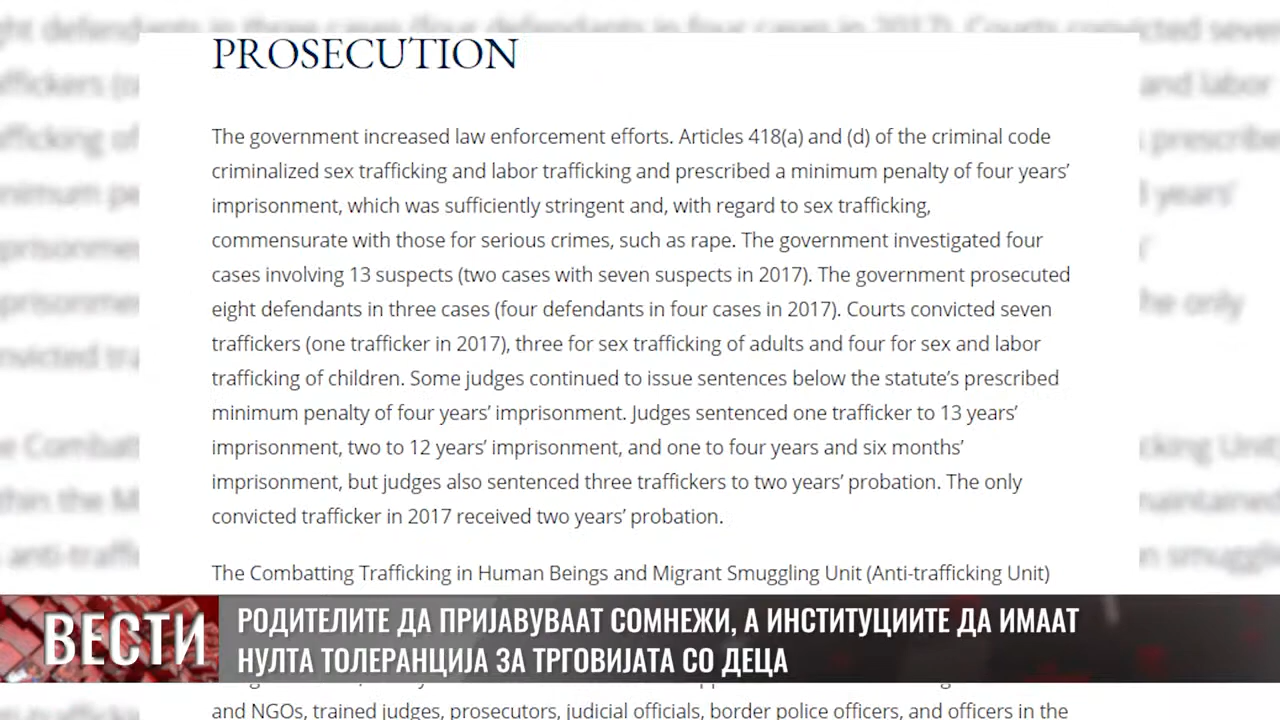 PROSECUTION
The government increased law enforcement efforts. Articles 418(a) and (d) of the criminal code
criminalized sex trafficking and labor trafficking and prescribed a minimum penalty of four years’
imprisonment, which was sufficiently stringent and, with regard to sex trafficking,
commensurate with those for serious crimes, such as rape. The government investigated four
cases involving 13 suspects (two cases with seven suspects in 2017). The government prosecuted
eight defendants in three cases (four defendants in four cases in 2017). Courts convicted seven
traffickers (one trafficker in 2017), three for sex trafficking of adults and four for sex and labor
trafficking of children. Some judges continued to issue sentences below the statute’s prescribed
minimum penalty of four years’ imprisonment. Judges sentenced one trafficker to 13 years’
imprisonment, two to 12 years’ imprisonment, and one to four years and six months’
imprisonment, but judges also sentenced three traffickers to two years’ probation. The only
convicted trafficker in 2017 received two years’ probation.
The Combatting Trafficking in Human Beings and Migrant Smuggling Unit (Anti-trafficking Unit)
ВЕСТИ
РОДИТЕЛИТЕ ДА ПРИЈАВУВААТ СОМНЕЖИ, А ИНСТИТУЦИИТЕ ДА ИМААТ
НУЛТА ТОЛЕРАНЦИЈА ЗА ТРГОВИЈАТА СО ДЕЦА
and NGOs, trained judges, prosecutors, judicial officials, border police officers, and officers in the